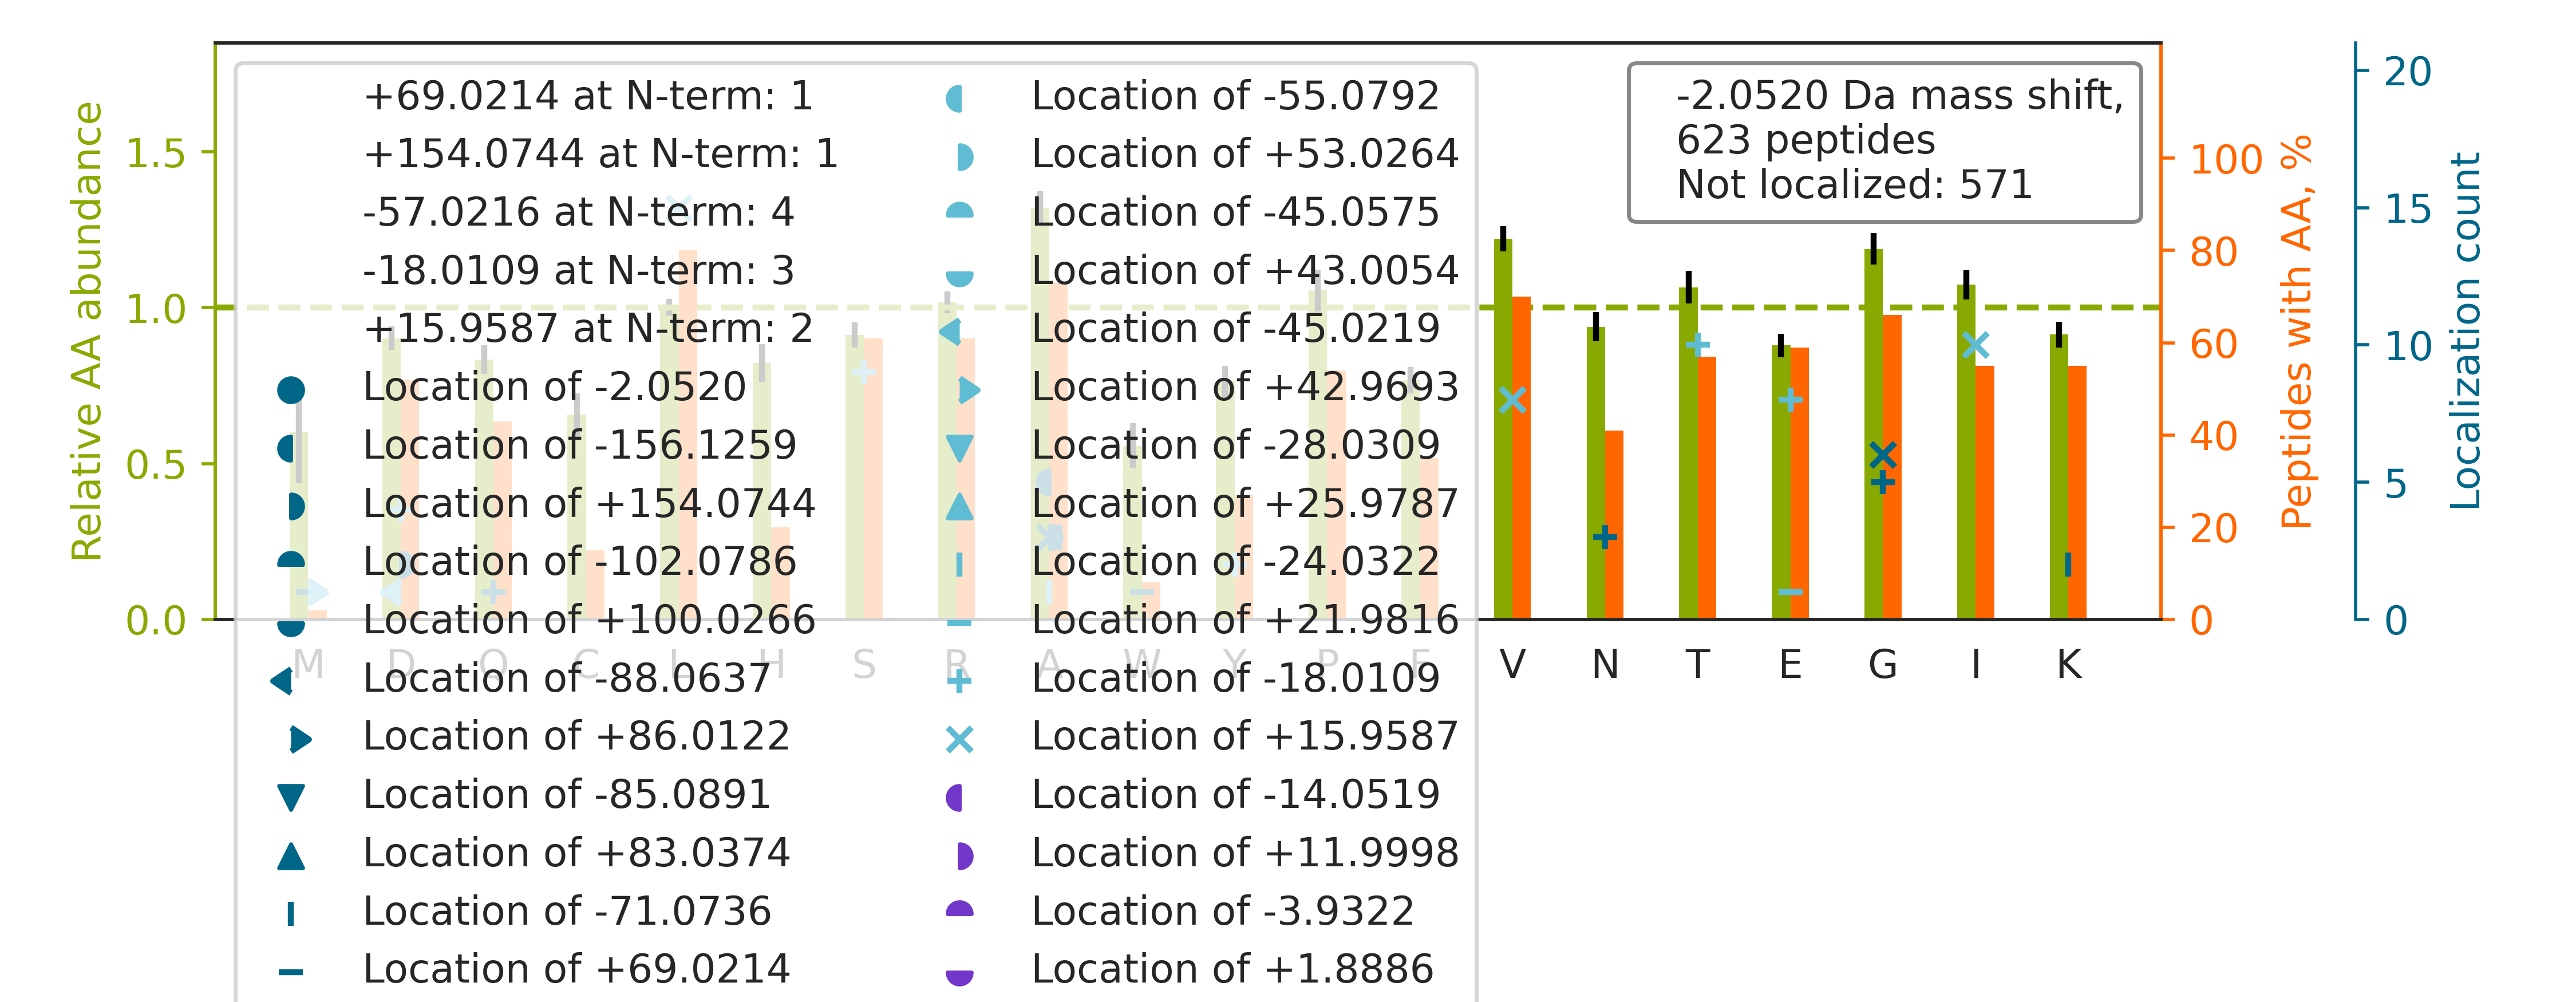 +69.0214 at N-term: 1
+154.0744 at N-term: 1
-57.0216 at N-term: 4
-18.0109 at N-term: 3
+15.9587 at N-term: 2
Location of -2.0520
Location of -156.1259
Location of +154.0744
Location of -102.0786
Location of +100.0266
Location of -88.0637
Location of +86.0122
Location of -85.0891
Location of +83.0374
Location of -71.0736
Location of +69.0214
Location of -55.0792
Location of +53.0264
Location of -45.0575
Location of +43.0054
Location of -45.0219
Location of +42.9693
Location of -28.0309
Location of +25.9787
Location of -24.0322
Location of +21.9816
Location of -18.0109
Location of +15.9587
Location of -14.0519
Location of +11.9998
Location of -3.9322
Location of +1.8886
-2.0520 Da mass shift,
623 peptides
Not localized: 571
Relative AA abundance
1.5
1.0
0.5
0.0
M D Q C L H S R A W Y P F V N T E G I K
100
80
60
40
20
0
Peptides with AA, %
20
15
10
5
0
Localization count